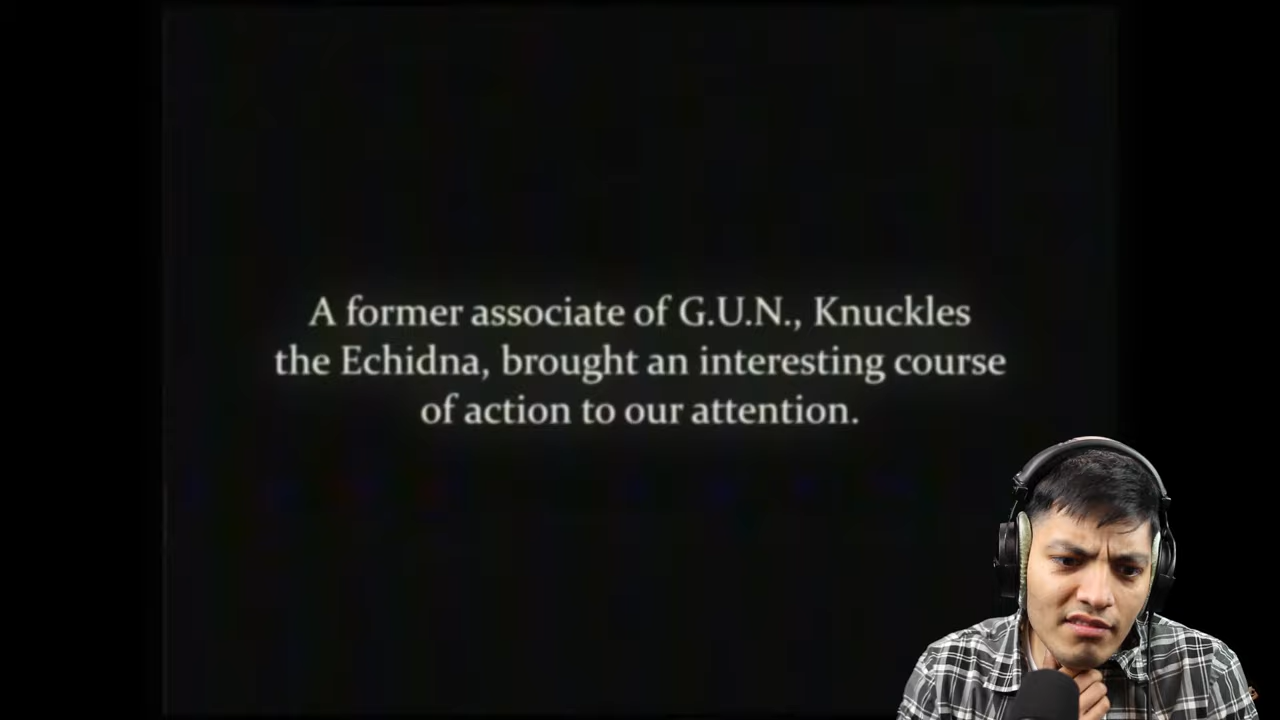 A former associate of G.U.N., Knuckles
the Echidna, brought an interesting course
of action to our attention.